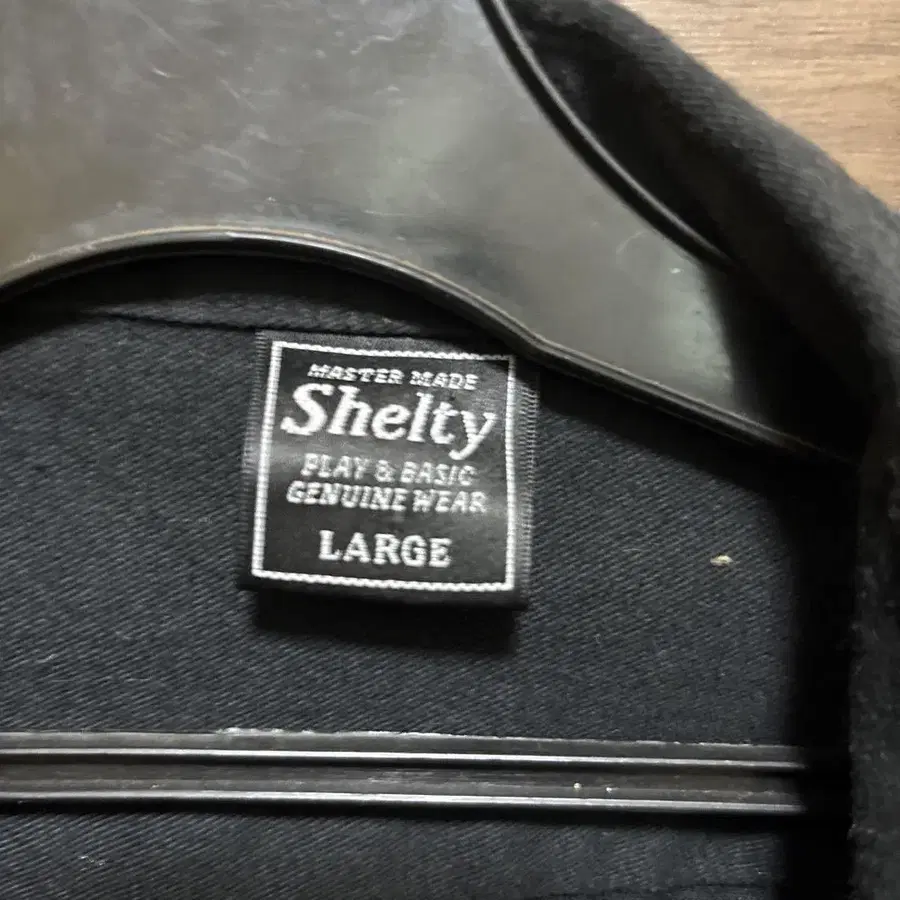 MASTER MADE
Shelty
PLAY & BASIC
GENUINE WEAR
LARGE